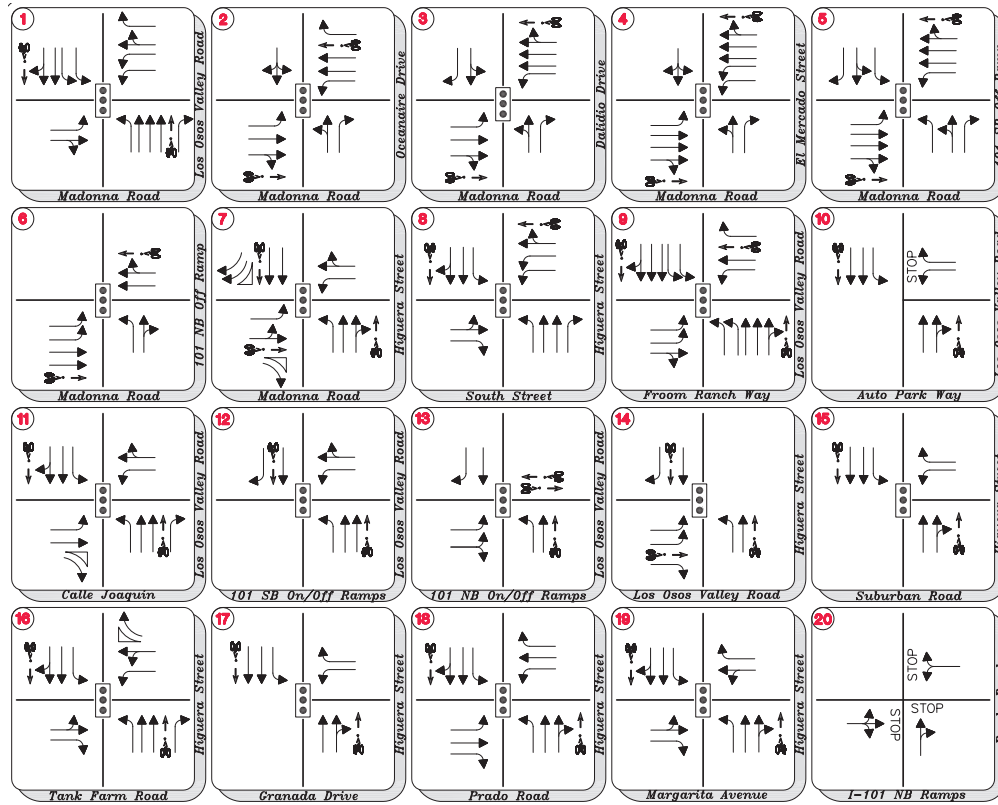 1
Los Osos Valley Road
Madonna Road
2
Oceanaire Drive
Madonna Road
3
Dalidio Drive
Madonna Road
4
El Mercado Street
Madonna Road
5
Madonna Road
6
101 NB Off Ramp
Madonna Road
7
Higuera Street
Madonna Road
8
Higuera Street
South Street
9
Los Osos Valley Road
Froom Ranch Way
10
STOP
Auto Park Way
11
Los Osos Valley Road
Calle Joaquin
12
Los Osos Valley Road
101 SB On/Off Ramps
13
Los Osos Valley Road
101 NB On/Off Ramps
14
Higuera Street
Los Osos Valley Road
15
Suburban Road
16
Higuera Street
Tank Farm Road
17
Higuera Street
Granada Drive
18
Higuera Street
Prado Road
19
Higuera Street
Margarita Avenue
20
STOP
STOP
STOP
I-101 NB Ramps